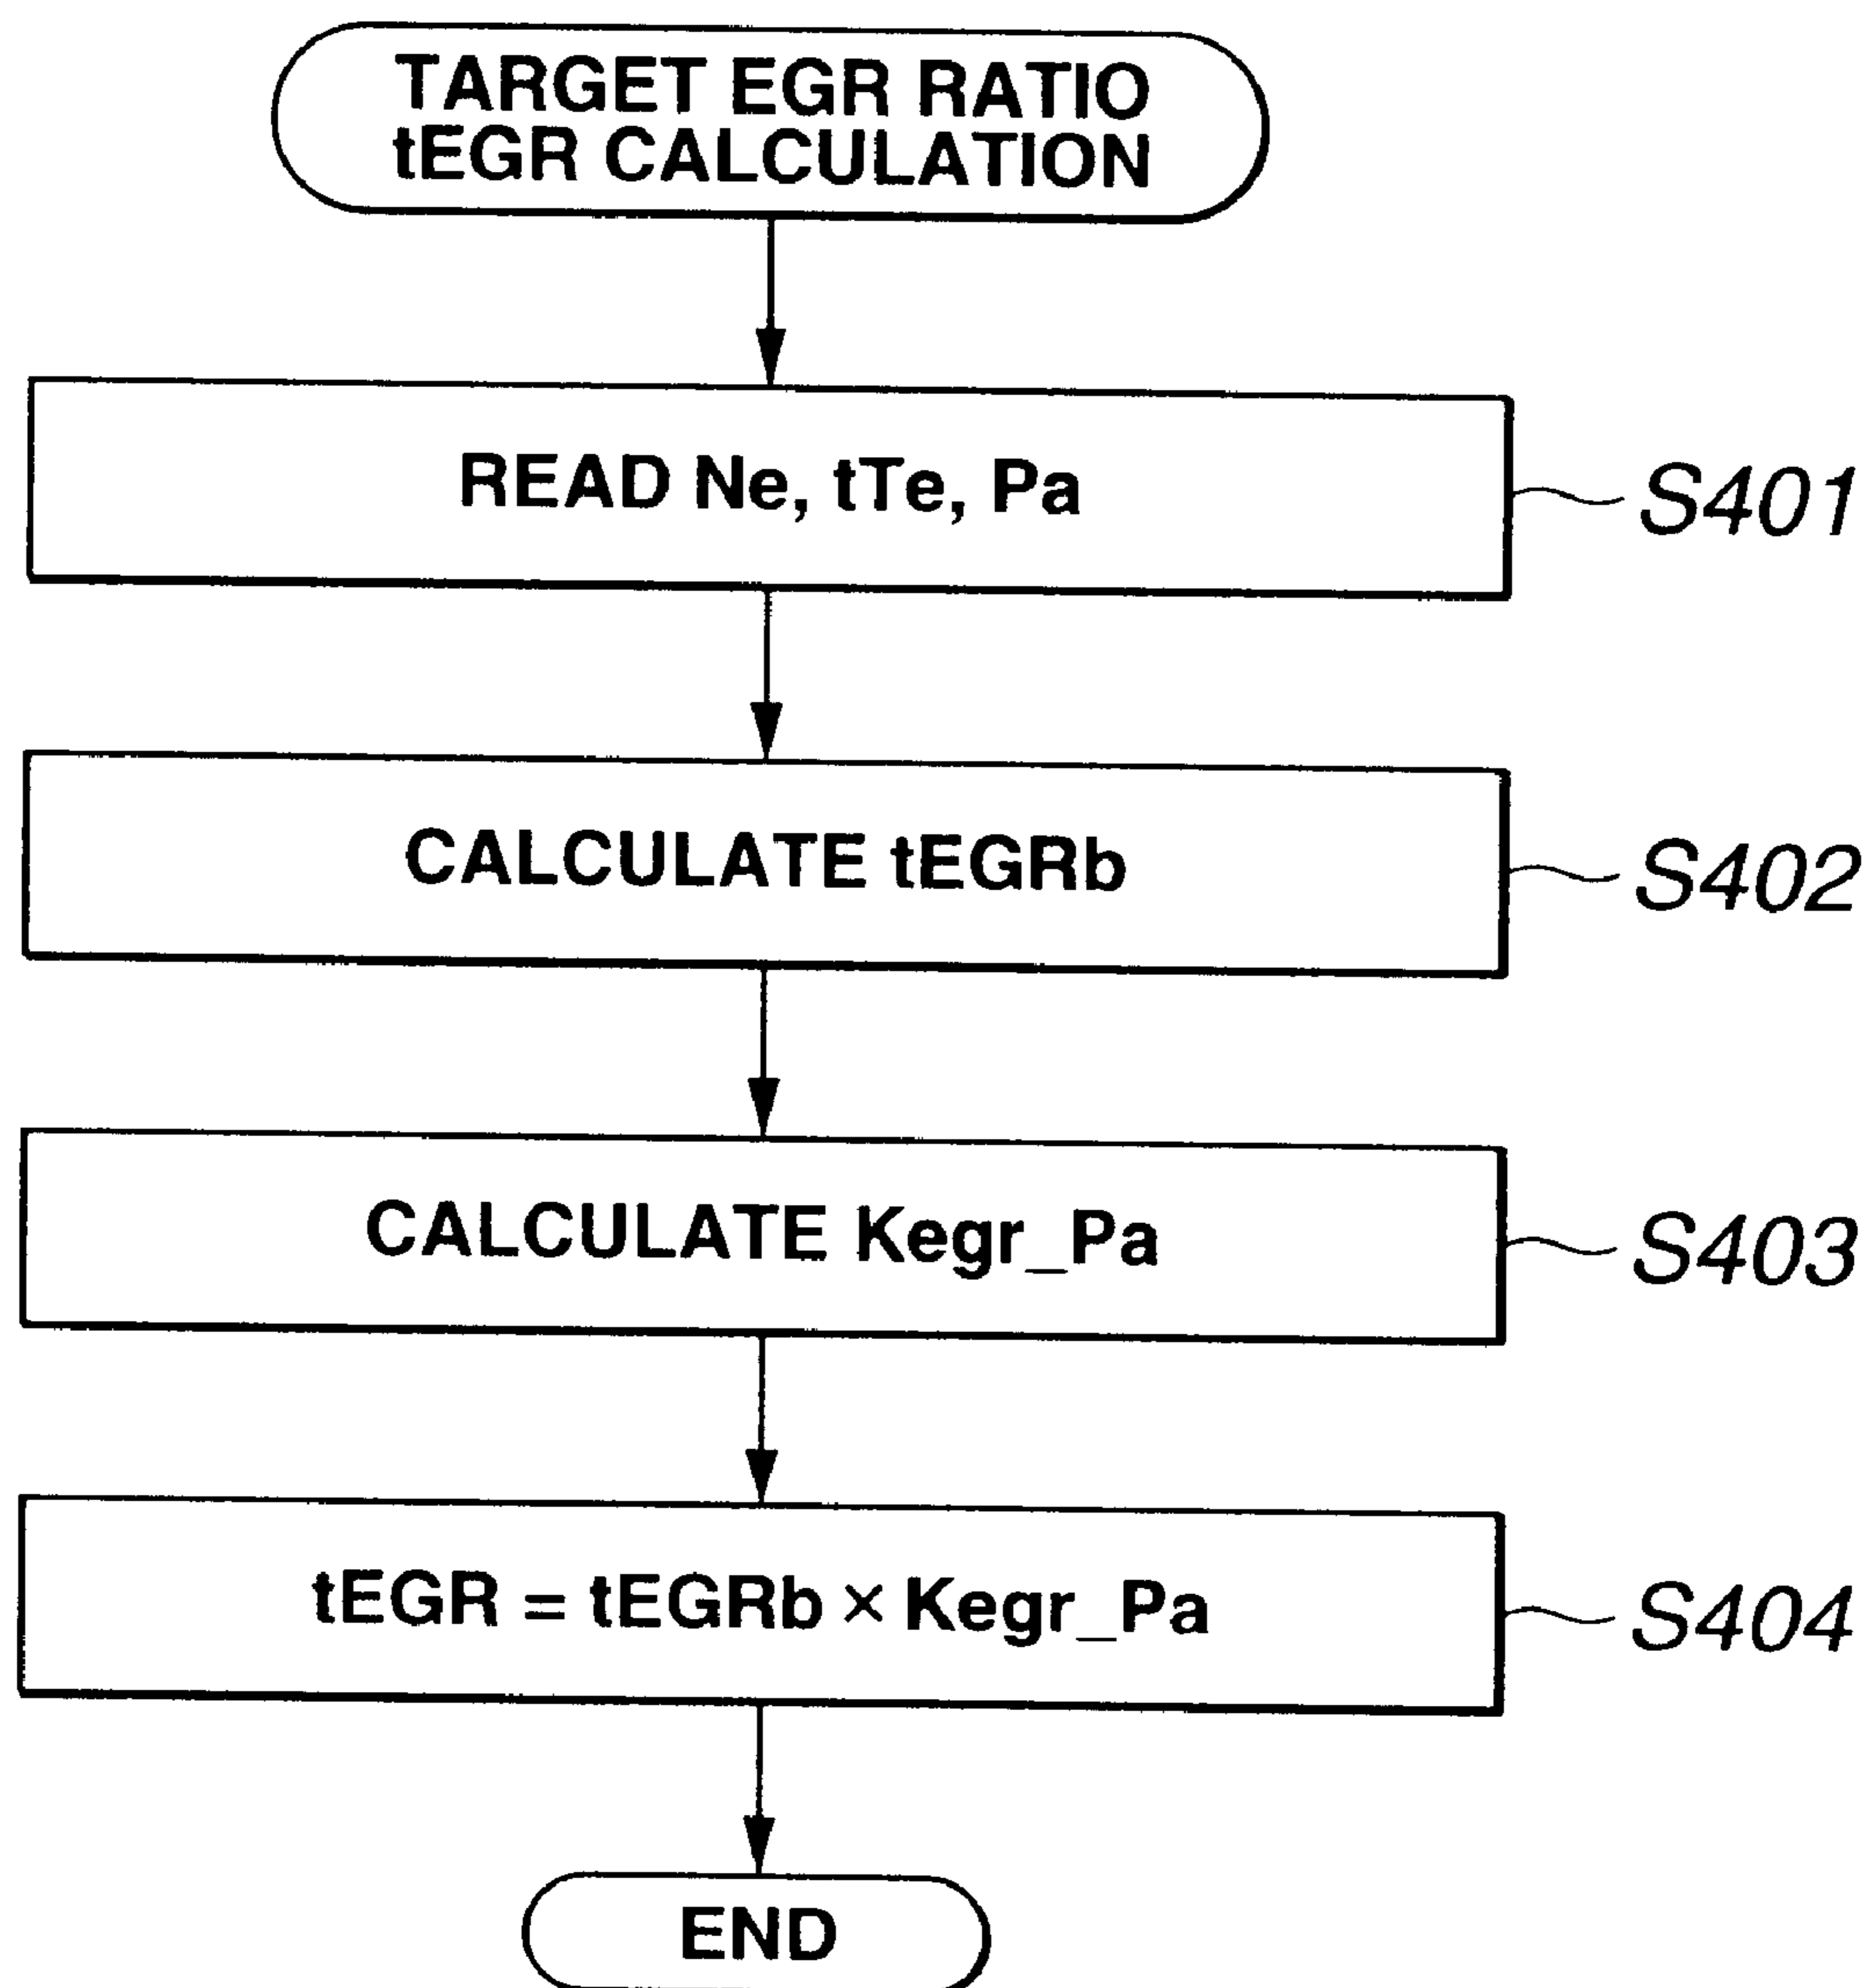 TARGET EGR RATIO
tEGR CALCULATION
READ Ne, tTe, Pa
S401
CALCULATE tEGRb
S402
CALCULATE Kegr_Pa
S403
tEGR = tEGRb × Kegr_Pa
S404
END